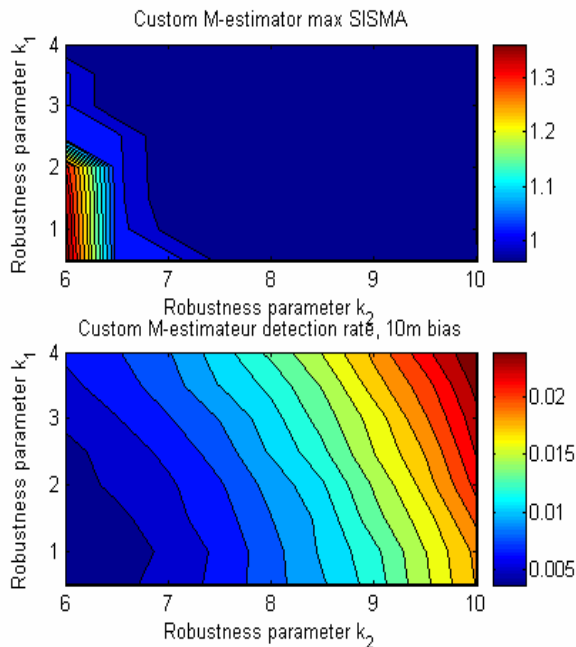 Custom M-estimator max SISMA
Robustness parameter k1
4
3
2
1
6 7 8 9 10
Robustness parameter k2
1.3
1.2
1.1
1
Custom M-estimateur detection rate, 10m bias
Robustness parameter k1
4
3
2
1
6 7 8 9 10
Robustness parameter k2
0.02
0.015
0.01
0.005